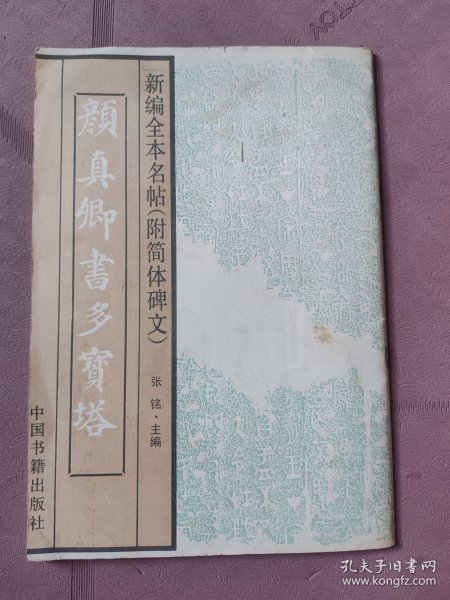 新编全本名帖(附简体碑文)
张铭·主编
顏真卿書多寶塔
中国书籍出版社
孔夫子旧书网
www.kongfz.com